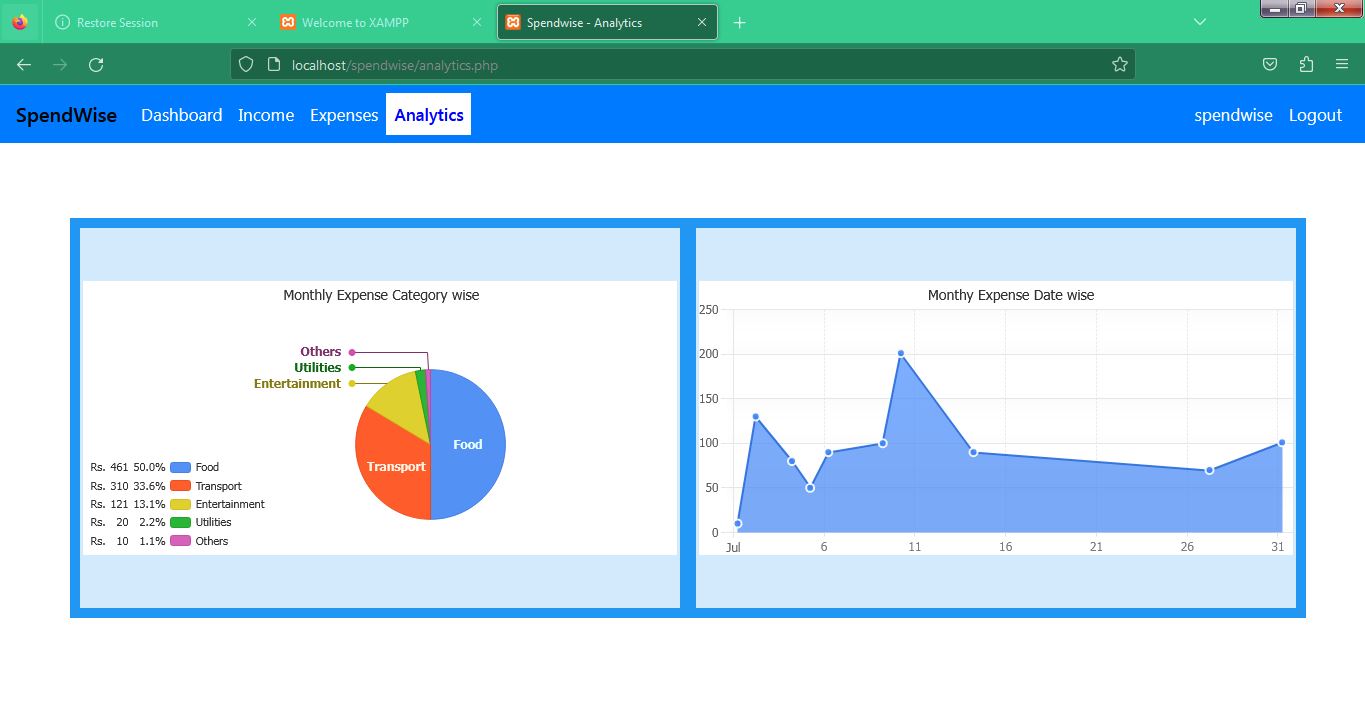 Restore Session
Welcome to XAMPP
Spendwise - Analytics
localhost/spendwise/analytics.php
SpendWise Dashboard Income Expenses Analytics spendwise Logout
Monthly Expense Category wise
Others
Utilities
Entertainment
Food
Transport
Rs. 461 50.0% Food
Rs. 310 33.6% Transport
Rs. 121 13.1% Entertainment
Rs. 20 2.2% Utilities
Rs. 10 1.1% Others
Monthy Expense Date wise
250
200
150
100
50
0
Jul 6 11 16 21 26 31